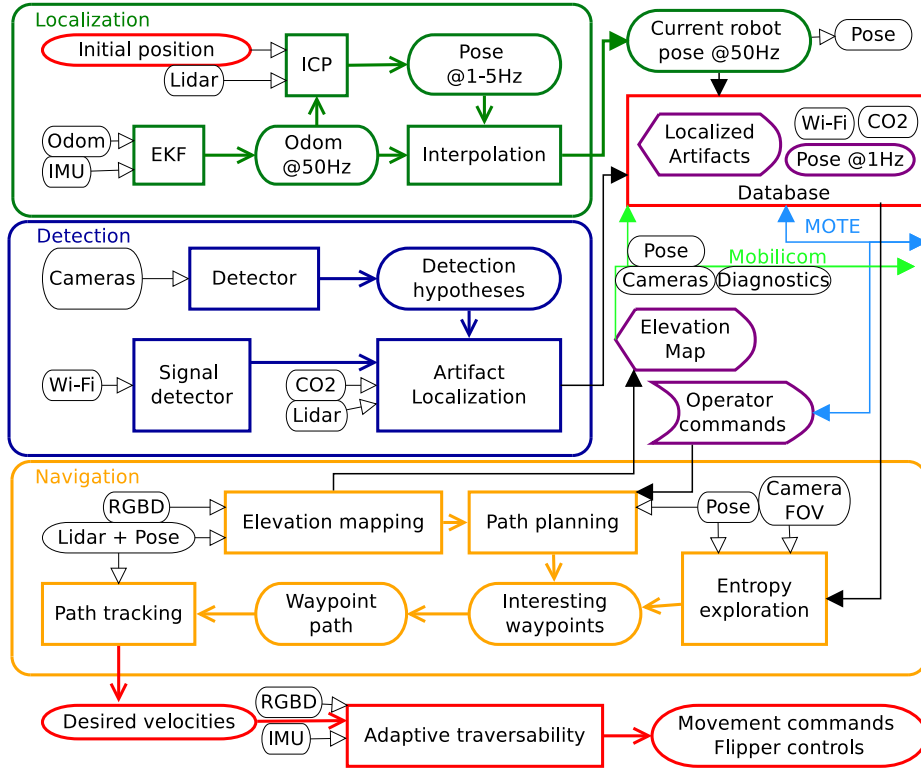 Localization
Initial position
Lidar
ICP
Pose
@1-5Hz
Current robot
pose @50Hz
Pose
Odom
IMU
EKF
Odom
@50Hz
Interpolation
Localized
Artifacts
Wi-Fi
CO2
Pose @1Hz
Database
MOTE
Detection
Cameras
Detector
Detection
hypotheses
Pose
Mobilicom
Cameras
Diagnostics
Wi-Fi
Signal
detector
CO2
Lidar
Artifact
Localization
Elevation
Map
Operator
commands
Navigation
RGBD
Lidar + Pose
Elevation mapping
Path planning
Pose
Camera
FOV
Path tracking
Waypoint
path
Interesting
waypoints
Entropy
exploration
Desired velocities
RGBD
IMU
Adaptive traversability
Movement commands
Flipper controls